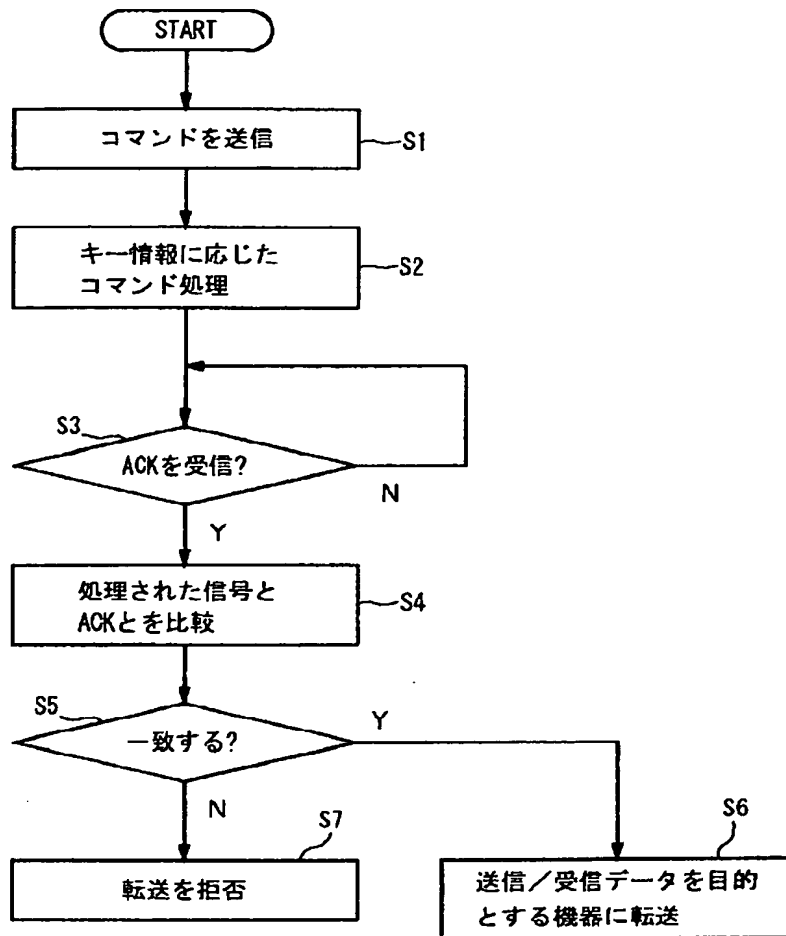 START
コマンドを送信
S1
キー情報に応じた
コマンド処理
S2
S3
ACKを受信?
N
Y
処理された信号と
ACKとを比較
S4
S5
一致する?
Y
N
S7
転送を拒否
S6
送信／受信データを目的
とする機器に転送